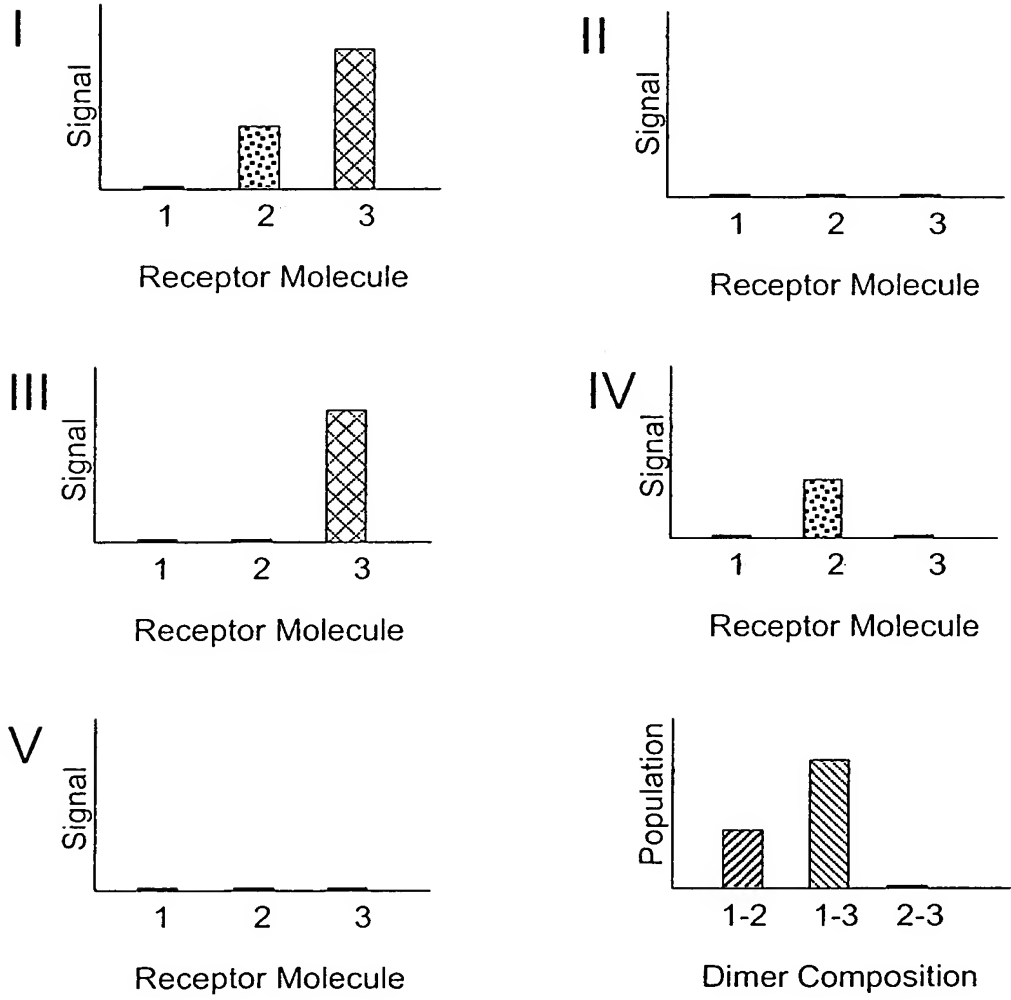 I
Signal
1 2 3
Receptor Molecule
II
Signal
1 2 3
Receptor Molecule
III
Signal
1 2 3
Receptor Molecule
IV
Signal
1 2 3
Receptor Molecule
V
Signal
1 2 3
Receptor Molecule
Population
1-2 1-3 2-3
Dimer Composition